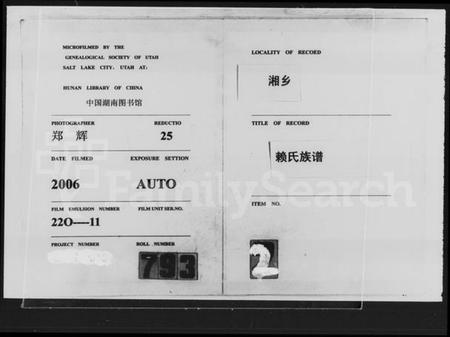 MICROFILMED BY THE
GENEALOGICAL SOCIETY OF UTAH
SALT LAKE CITY, UTAH AT:
HUNAN LIBRARY OF CHINA
中国湖南图书馆
PHOTOGRAPHER REDUCTIO
郑 辉 25
DATE FILMED EXPOSURE SETTION
2006 AUTO
FILM EMULSION NUMBER FILM UNIT SER.NO.
22O----11
PROJECT NUMBER ROLL NUMBER
793
LOCALITY OF RECOED
湘乡
TITLE OF RECORD
赖氏族谱
ITEM NO.
2
FamilySearch